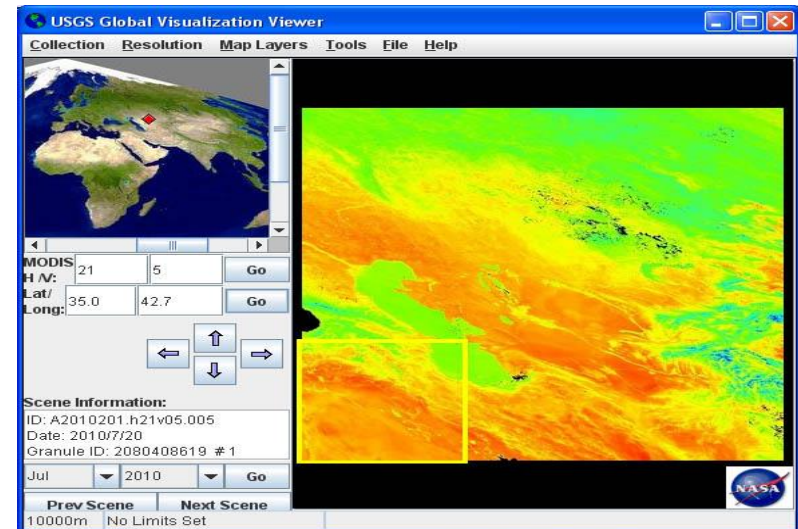 USGS Global Visualization Viewer
Collection Resolution Map Layers Tools File Help
MODIS
H /V: 21 5 Go
Lat/
Long: 35.0 42.7 Go
Scene Information:
ID: A2010201.h21v05.005
Date: 2010/7/20
Granule ID: 2080408619 #1
Jul 2010 Go
Prev Scene Next Scene
10000m No Limits Set
NASA